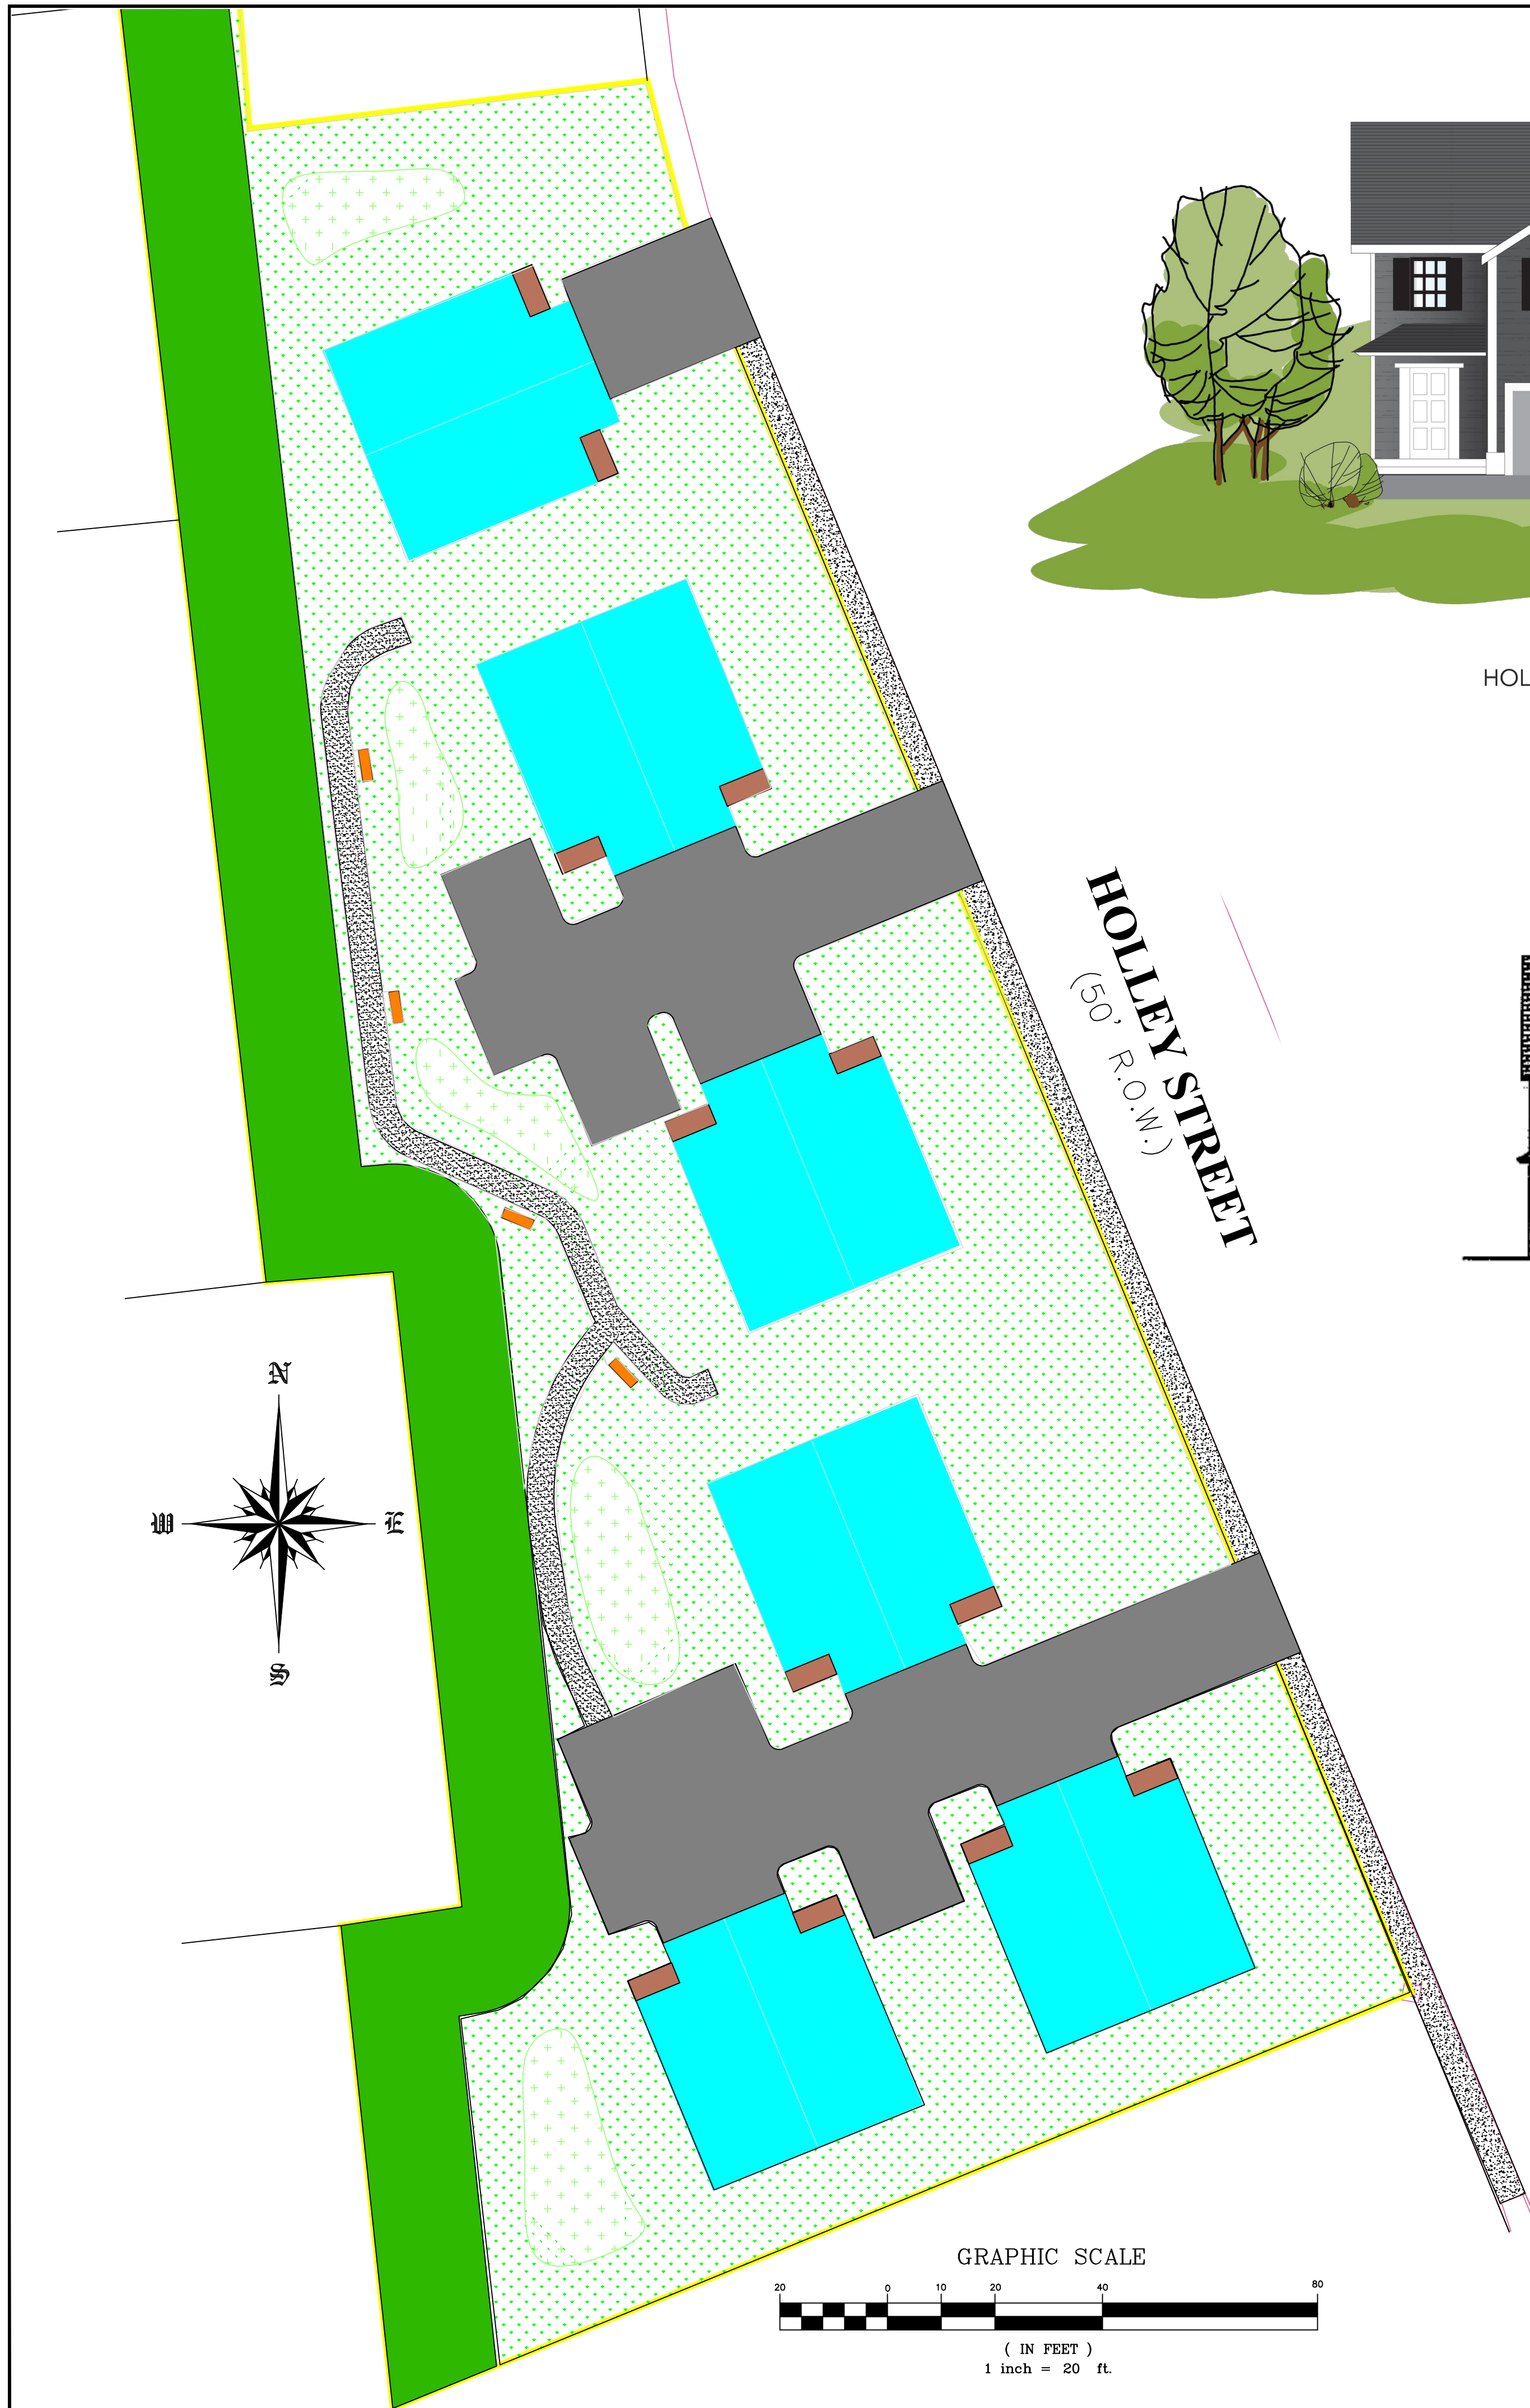 HOL
HOLLEY STREET
(50' R.O.W.)
N
W
E
S
GRAPHIC SCALE
20 0 10 20 40 80
( IN FEET )
1 inch = 20 ft.